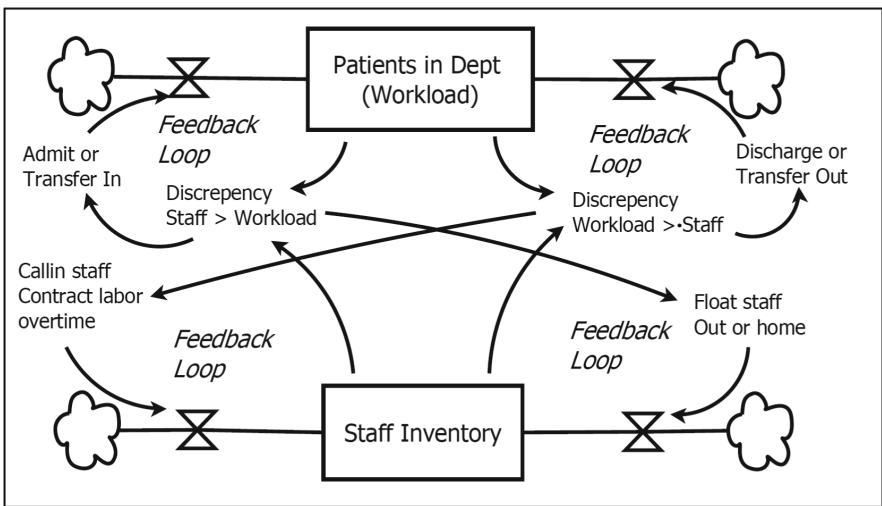 Patients in Dept
(Workload)
Feedback
Loop
Feedback
Loop
Admit or
Transfer In
Discharge or
Transfer Out
Discrepency
Staff > Workload
Discrepency
Workload >·Staff
Callin staff
Contract labor
overtime
Float staff
Out or home
Feedback
Loop
Feedback
Loop
Staff Inventory